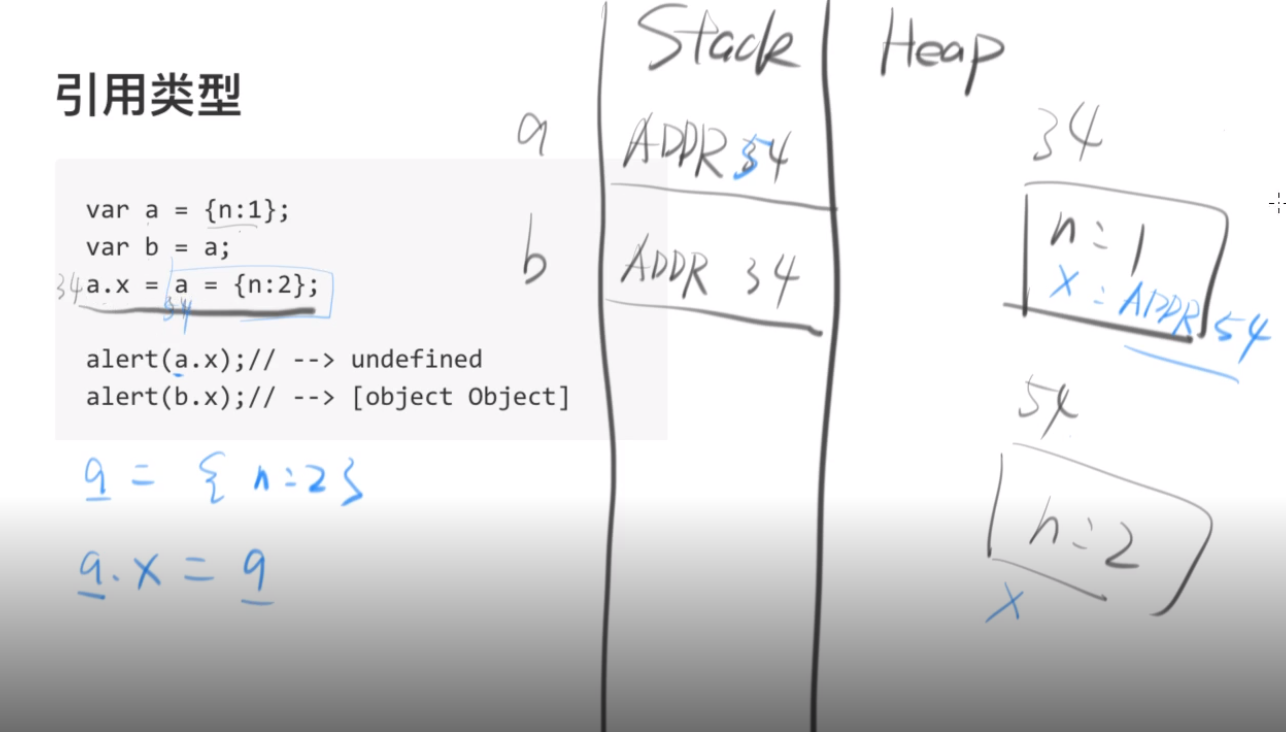 引用类型
var a = {n:1};
var b = a;
34 a.x = a = {n:2};
34
alert(a.x);// --> undefined
alert(b.x);// --> [object Object]
a = { n:2}
a.x = a
Stack
a ADDR 54
b ADDR 34
Heap
34
n:1
x:ADDR 54
54
n:2
x